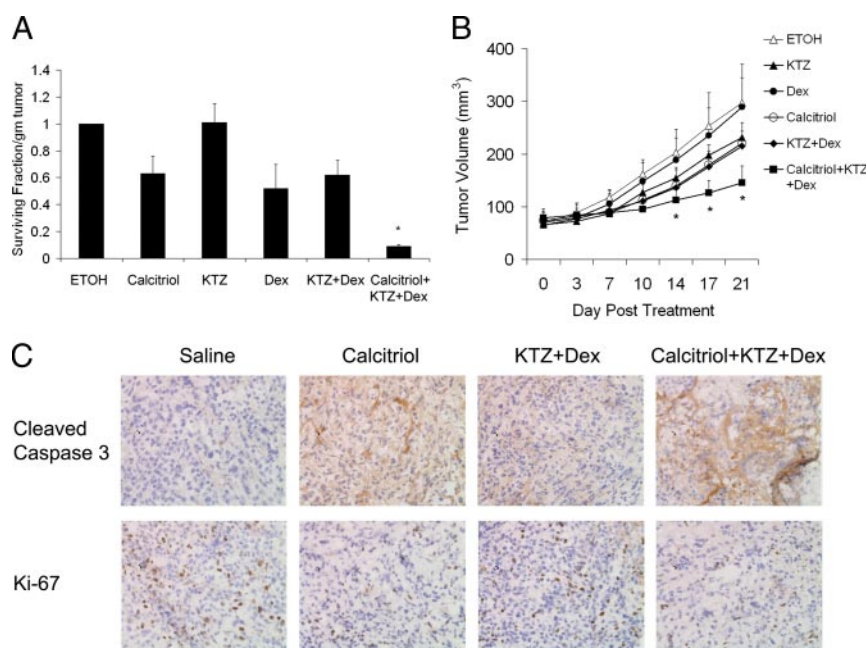 A
Surviving Fraction/gm tumor
1.4
1.2
1
0.8
0.6
0.4
0.2
0
*
ETOH
Calcitriol
KTZ
Dex
KTZ+Dex
Calcitriol+
KTZ+Dex
B
Tumor Volume (mm³)
400
300
200
100
0
* * *
0 3 7 10 14 17 21
Day Post Treatment
ETOH
KTZ
Dex
Calcitriol
KTZ+Dex
Calcitriol+KTZ
+Dex
C
Saline
Calcitriol
KTZ+Dex
Calcitriol+KTZ+Dex
Cleaved
Caspase 3
Ki-67